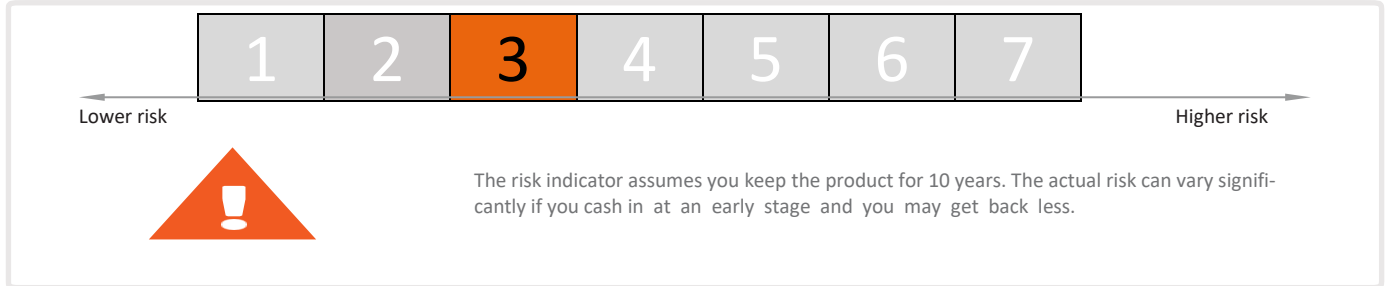 1 2 3 4 5 6 7
Lower risk Higher risk
The risk indicator assumes you keep the product for 10 years. The actual risk can vary signifi-
cantly if you cash in at an early stage and you may get back less.